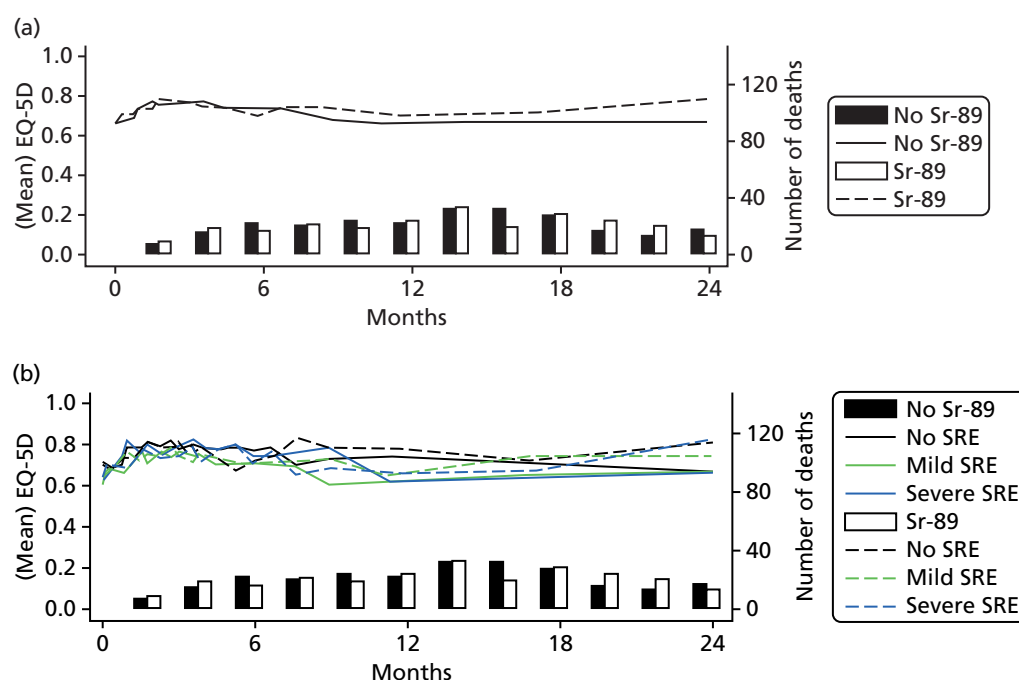 (a)
1.0
0.8
0.6
0.4
0.2
0.0
(Mean) EQ-5D
120
80
40
0
Number of deaths
0 6 12 18 24
Months
No Sr-89
No Sr-89
Sr-89
Sr-89
(b)
1.0
0.8
0.6
0.4
0.2
0.0
(Mean) EQ-5D
120
80
40
0
Number of deaths
0 6 12 18 24
Months
No Sr-89
No SRE
Mild SRE
Severe SRE
Sr-89
No SRE
Mild SRE
Severe SRE